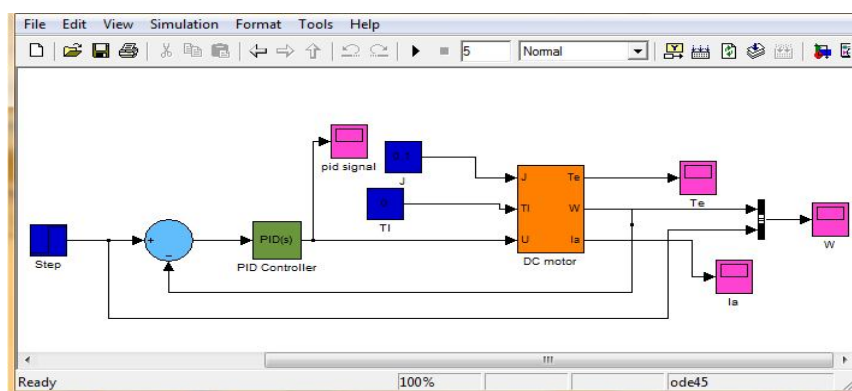 File Edit View Simulation Format Tools Help
5 Normal
pid signal
J
Tl
Step
PID(s)
PID Controller
J Te
Tl W
U Ia
DC motor
Te
W
Ia
Ready 100% ode45